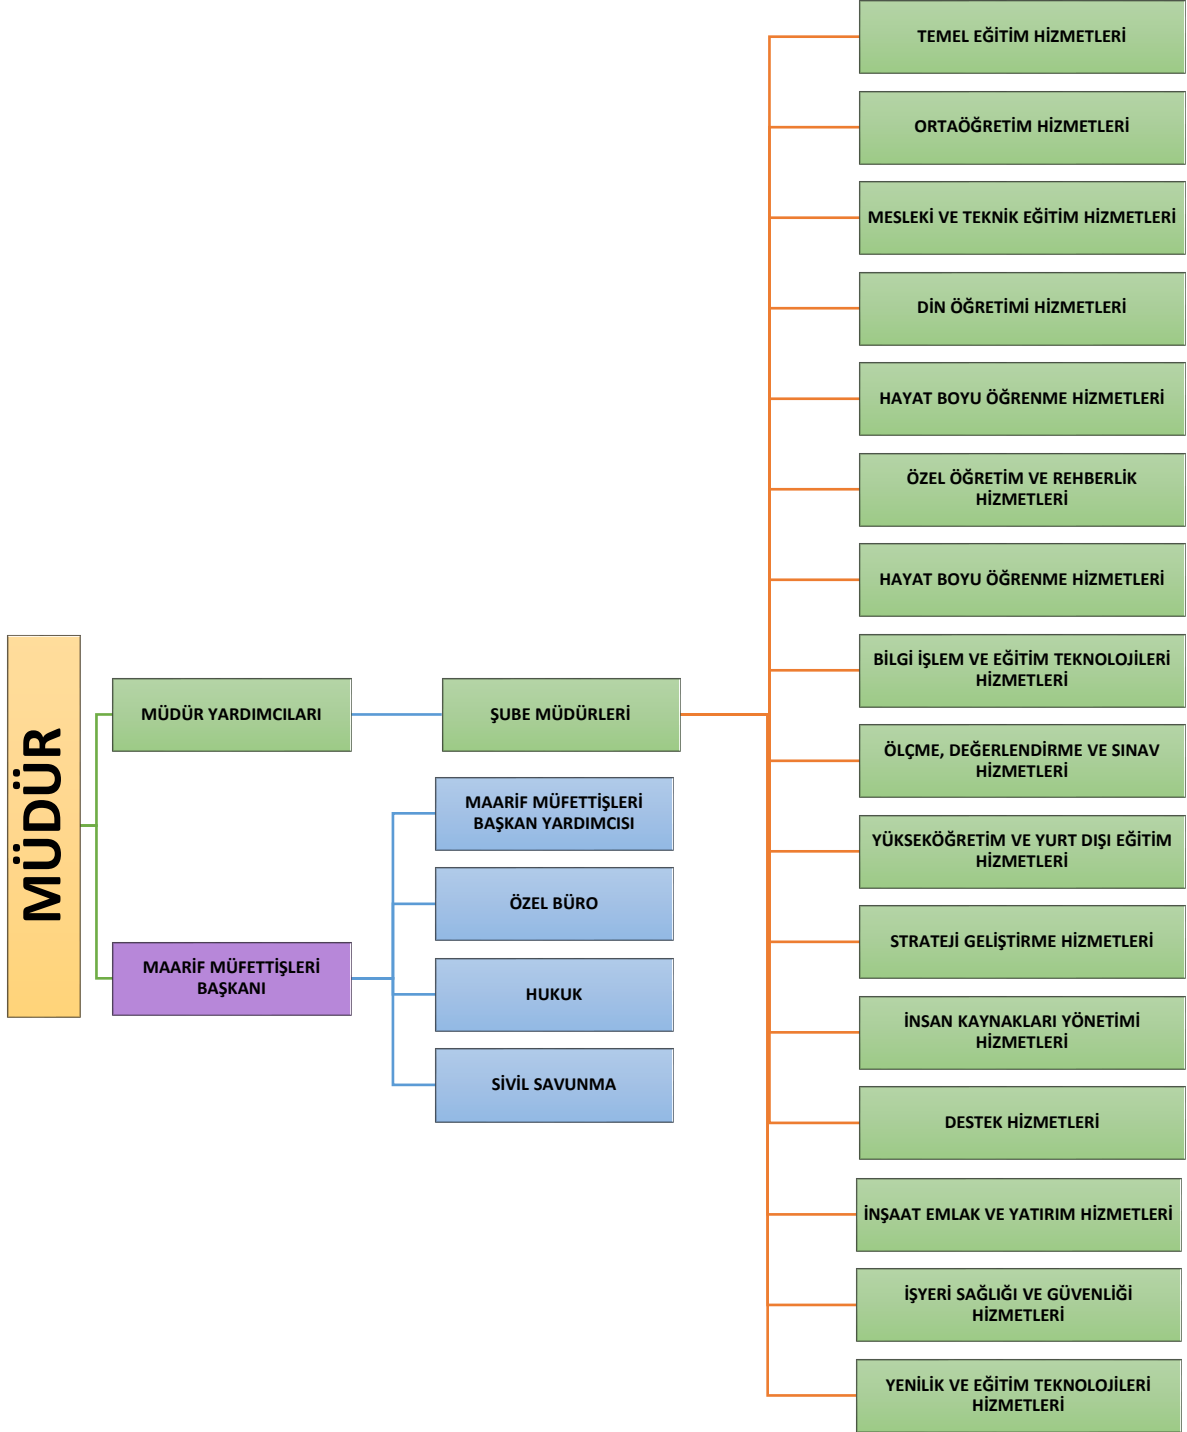 MÜDÜR
MÜDÜR YARDIMCILARI
ŞUBE MÜDÜRLERİ
MAARİF MÜFETTİŞLERİ
BAŞKANI
MAARİF MÜFETTİŞLERİ
BAŞKAN YARDIMCISI
ÖZEL BÜRO
HUKUK
SİVİL SAVUNMA
TEMEL EĞİTİM HİZMETLERİ
ORTAÖĞRETİM HİZMETLERİ
MESLEKİ VE TEKNİK EĞİTİM HİZMETLERİ
DİN ÖĞRETİMİ HİZMETLERİ
HAYAT BOYU ÖĞRENME HİZMETLERİ
ÖZEL ÖĞRETİM VE REHBERLİK
HİZMETLERİ
HAYAT BOYU ÖĞRENME HİZMETLERİ
BİLGİ İŞLEM VE EĞİTİM TEKNOLOJİLERİ
HİZMETLERİ
ÖLÇME, DEĞERLENDİRME VE SINAV
HİZMETLERİ
YÜKSEKÖĞRETİM VE YURT DIŞI EĞİTİM
HİZMETLERİ
STRATEJİ GELİŞTİRME HİZMETLERİ
İNSAN KAYNAKLARI YÖNETİMİ
HİZMETLERİ
DESTEK HİZMETLERİ
İNŞAAT EMLAK VE YATIRIM HİZMETLERİ
İŞYERİ SAĞLIĞI VE GÜVENLİĞİ
HİZMETLERİ
YENİLİK VE EĞİTİM TEKNOLOJİLERİ
HİZMETLERİ